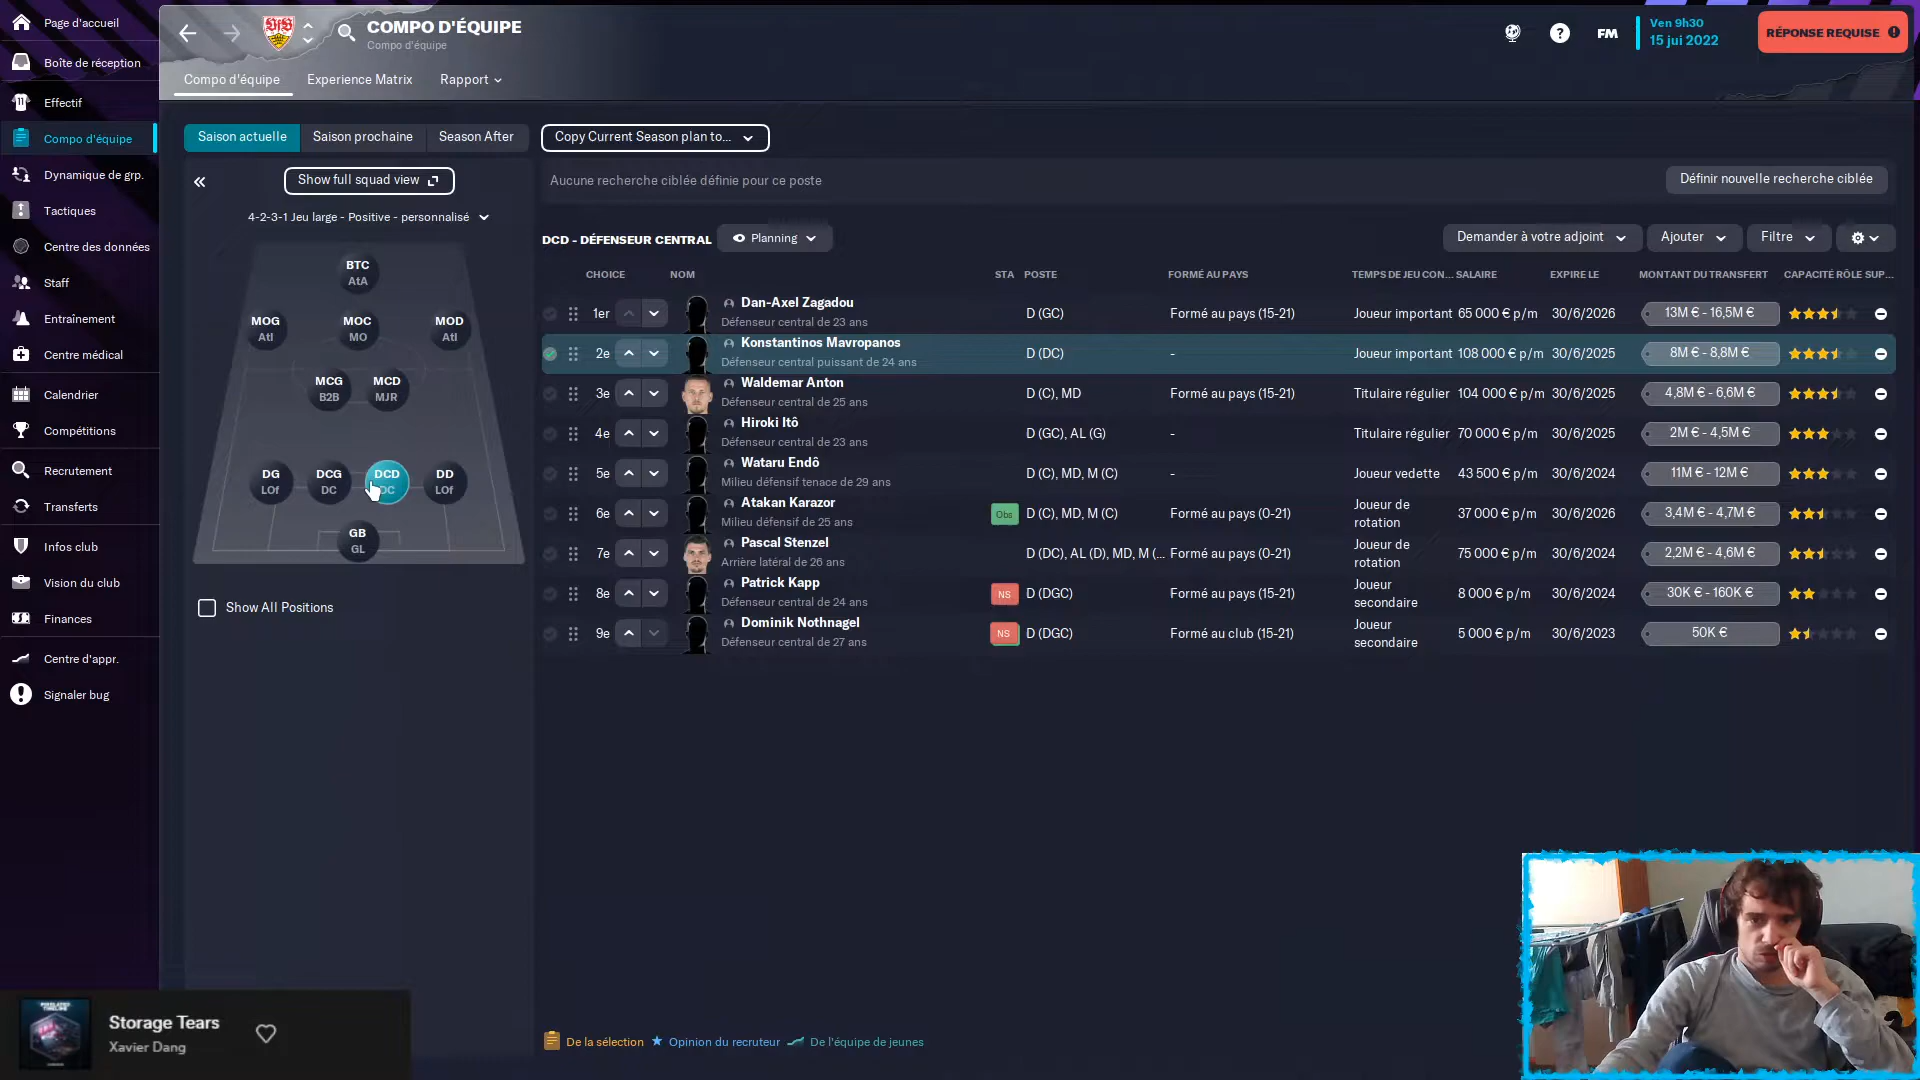 Page d'accueil
Boîte de réception
Effectif
Compo d'équipe
Dynamique de grp.
Tactiques
Centre des données
Staff
Entraînement
Centre médical
Calendrier
Compétitions
Recrutement
Transferts
Infos club
Vision du club
Finances
Centre d'appr.
Signaler bug
COMPO D'ÉQUIPE
Compo d'équipe
FM
Ven 9h30
15 jui 2022
RÉPONSE REQUISE
Compo d'équipe Experience Matrix Rapport
Saison actuelle Saison prochaine Season After
Copy Current Season plan to...
Show full squad view
4-2-3-1 Jeu large - Positive - personnalisé
BTC
AtA
MOG MOC MOD
Atl MO Atl
MCG MCD
B2B MJR
DG DCG DCD DD
LOf DC DC LOf
GB
GL
Show All Positions
Aucune recherche ciblée définie pour ce poste
Définir nouvelle recherche ciblée
DCD - DÉFENSEUR CENTRAL
Planning
Demander à votre adjoint Ajouter Filtre
CHOICE NOM STA POSTE FORMÉ AU PAYS TEMPS DE JEU CON... SALAIRE EXPIRE LE MONTANT DU TRANSFERT CAPACITÉ RÔLE SUP...
1er Dan-Axel Zagadou D (GC) Formé au pays (15-21) Joueur important 65 000 € p/m 30/6/2026 13M € - 16,5M €
Défenseur central de 23 ans
2e Konstantinos Mavropanos D (DC) - Joueur important 108 000 € p/m 30/6/2025 8M € - 8,8M €
Défenseur central puissant de 24 ans
3e Waldemar Anton D (C), MD Formé au pays (15-21) Titulaire régulier 104 000 € p/m 30/6/2025 4,8M € - 6,6M €
Défenseur central de 25 ans
4e Hiroki Itô D (GC), AL (G) - Titulaire régulier 70 000 € p/m 30/6/2025 2M € - 4,5M €
Défenseur central de 23 ans
5e Wataru Endô D (C), MD, M (C) - Joueur vedette 43 500 € p/m 30/6/2024 11M € - 12M €
Milieu défensif tenace de 29 ans
6e Atakan Karazor Obs D (C), MD, M (C) Formé au pays (0-21) Joueur de rotation 37 000 € p/m 30/6/2026 3,4M € - 4,7M €
Milieu défensif de 25 ans
7e Pascal Stenzel D (DC), AL (D), MD, M (... Formé au pays (0-21) Joueur de rotation 75 000 € p/m 30/6/2024 2,2M € - 4,6M €
Arrière latéral de 26 ans
8e Patrick Kapp NS D (DGC) Formé au pays (15-21) Joueur secondaire 8 000 € p/m 30/6/2024 30K € - 160K €
Défenseur central de 24 ans
9e Dominik Nothnagel NS D (DGC) Formé au club (15-21) Joueur secondaire 5 000 € p/m 30/6/2023 50K €
Défenseur central de 27 ans
De la sélection Opinion du recruteur De l'équipe de jeunes
Storage Tears
Xavier Dang